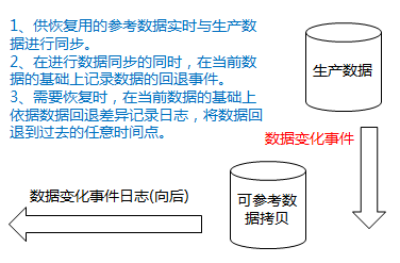 1、供恢复用的参考数据实时与生产数
据进行同步。
2、在进行数据同步的同时，在当前数
据的基础上记录数据的回退事件。
3、需要恢复时，在当前数据的基础上
依据数据回退差异记录日志，将数据回
退到过去的任意时间点。
生产数据
数据变化事件
数据变化事件日志(向后)
可参考数
据拷贝